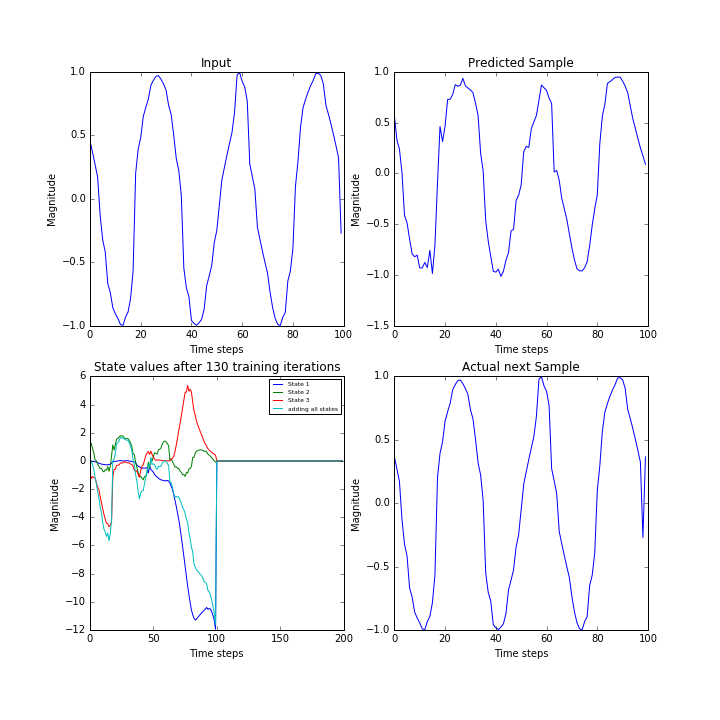 Input
1.0
0.5
0.0
−0.5
−1.0
Magnitude
0 20 40 60 80 100
Time steps
Predicted Sample
1.0
0.5
0.0
−0.5
−1.0
−1.5
Magnitude
0 20 40 60 80 100
Time steps
State values after 130 training iterations
6
4
2
0
−2
−4
−6
−8
−10
−12
Magnitude
State 1
State 2
State 3
adding all states
0 50 100 150 200
Time steps
Actual next Sample
1.0
0.5
0.0
−0.5
−1.0
Magnitude
0 20 40 60 80 100
Time steps